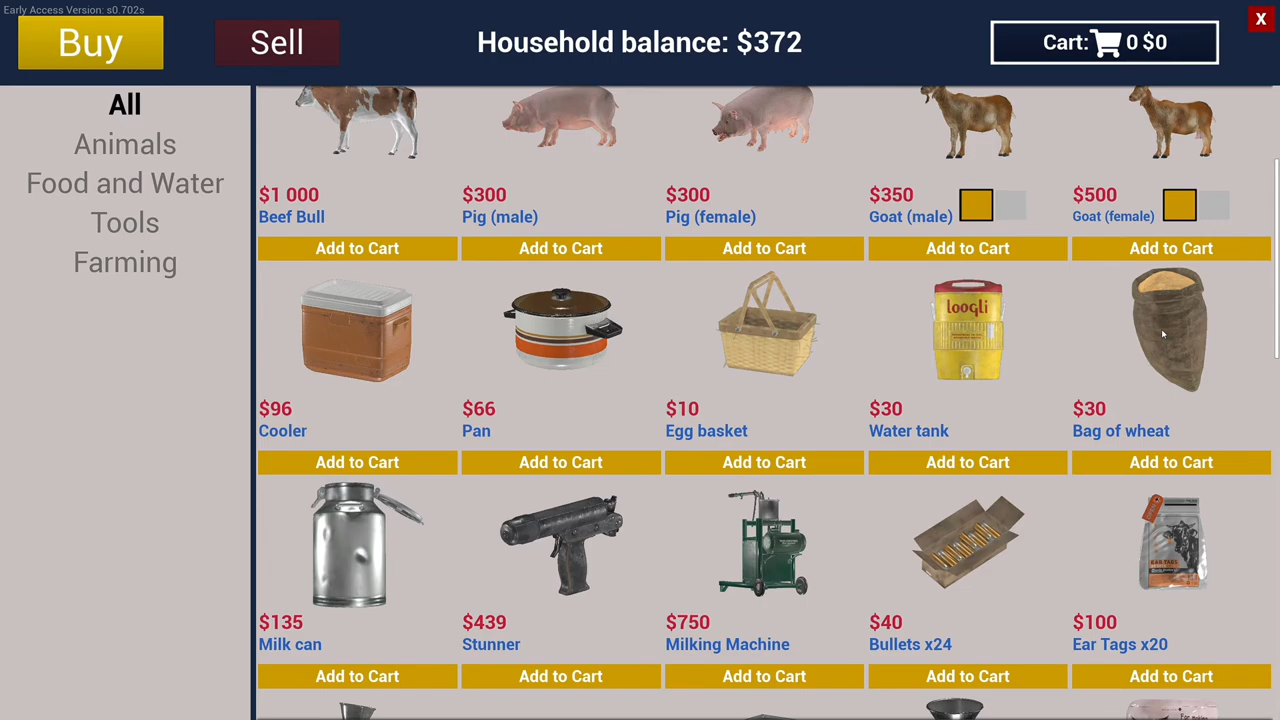 Early Access Version: s0.702s
Buy
Sell
Household balance: $372
Cart: 0 $0
X
All
Animals
Food and Water
Tools
Farming
$1 000
Beef Bull
Add to Cart
$300
Pig (male)
Add to Cart
$300
Pig (female)
Add to Cart
$350
Goat (male)
Add to Cart
$500
Goat (female)
Add to Cart
$96
Cooler
Add to Cart
$66
Pan
Add to Cart
$10
Egg basket
Add to Cart
loogli
$30
Water tank
Add to Cart
$30
Bag of wheat
Add to Cart
$135
Milk can
Add to Cart
$439
Stunner
Add to Cart
$750
Milking Machine
Add to Cart
$40
Bullets x24
Add to Cart
EAR TAGS
$100
Ear Tags x20
Add to Cart